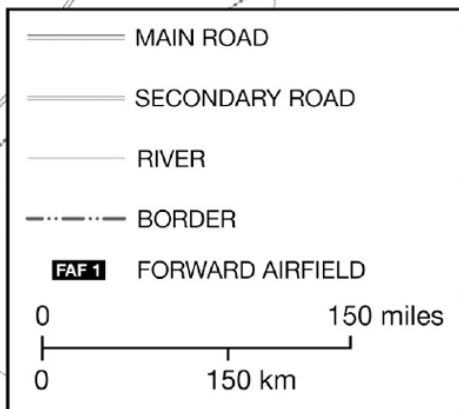 MAIN ROAD
SECONDARY ROAD
RIVER
BORDER
FAF 1 FORWARD AIRFIELD
0 150 miles
0 150 km